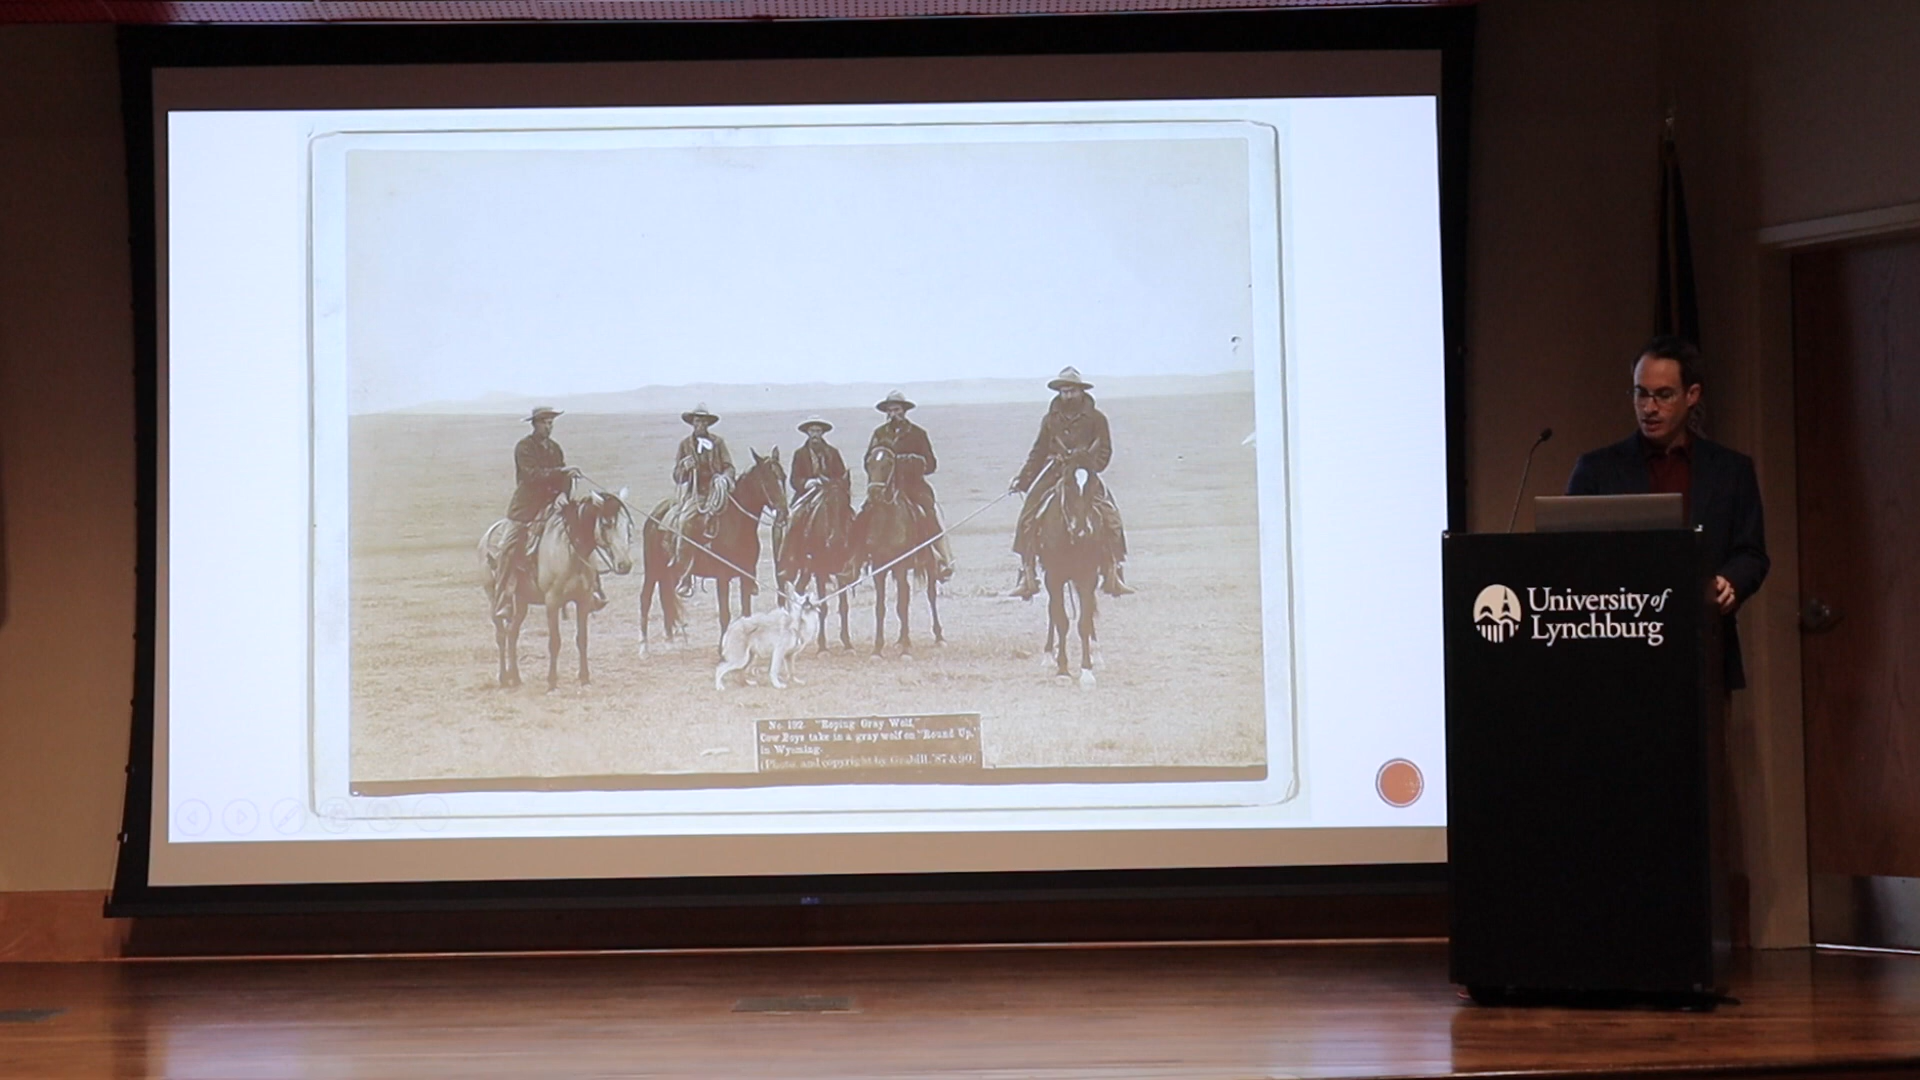 No. 192. "Roping Gray Wolf,"
Cow Boys take in a gray wolf on "Round Up,"
in Wyoming.
(Photo and copyright by Grabill, '87 & 90.)
University of
Lynchburg